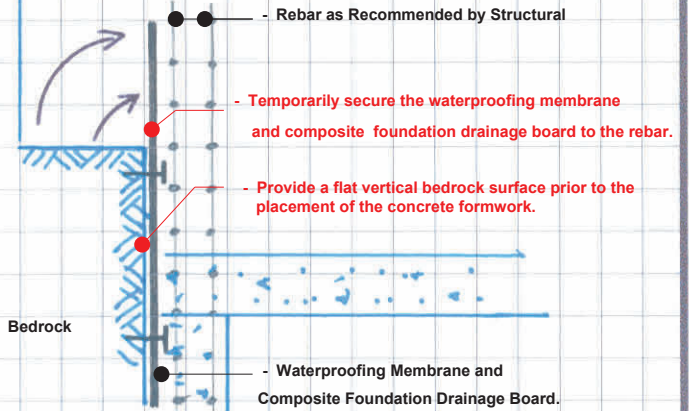 - Rebar as Recommended by Structural
- Temporarily secure the waterproofing membrane
and composite foundation drainage board to the rebar.
- Provide a flat vertical bedrock surface prior to the
placement of the concrete formwork.
Bedrock
- Waterproofing Membrane and
Composite Foundation Drainage Board.